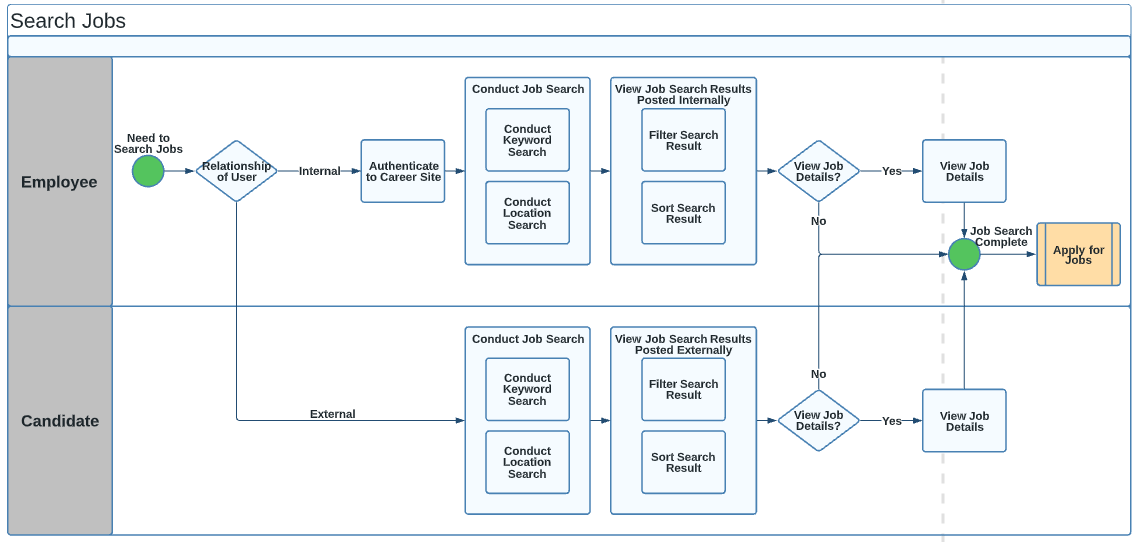 Search Jobs
Employee
Need to
Search Jobs
Relationship
of User
Internal
Authenticate
to Career Site
Conduct Job Search
Conduct
Keyword
Search
Conduct
Location
Search
View Job Search Results
Posted Internally
Filter Search
Result
Sort Search
Result
View Job
Details?
Yes
No
View Job
Details
Job Search
Complete
Apply for
Jobs
Candidate
External
Conduct Job Search
Conduct
Keyword
Search
Conduct
Location
Search
View Job Search Results
Posted Externally
Filter Search
Result
Sort Search
Result
No
View Job
Details?
Yes
View Job
Details